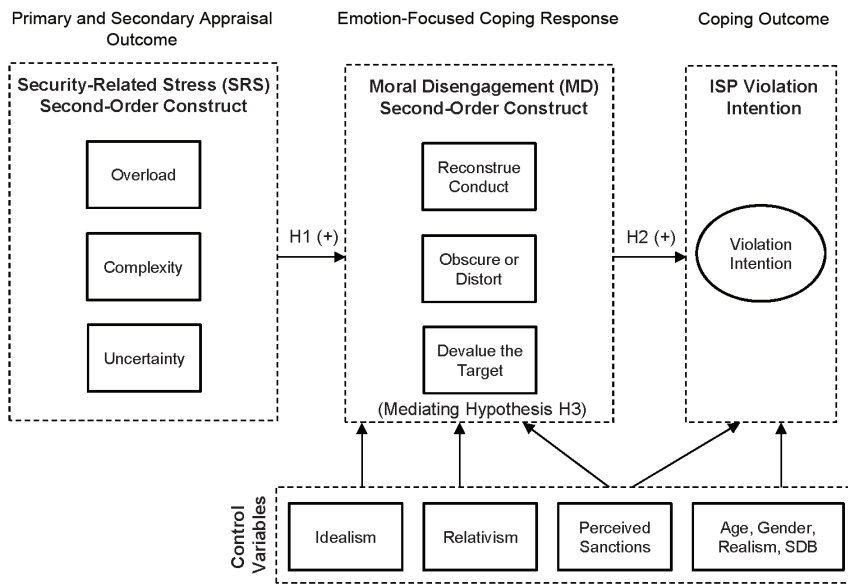 Primary and Secondary Appraisal
Outcome
Emotion-Focused Coping Response
Coping Outcome
Security-Related Stress (SRS)
Second-Order Construct
Overload
Complexity
Uncertainty
H1 (+)
Moral Disengagement (MD)
Second-Order Construct
Reconstrue
Conduct
Obscure or
Distort
Devalue the
Target
(Mediating Hypothesis H3)
H2 (+)
ISP Violation
Intention
Violation
Intention
Control
Variables
Idealism
Relativism
Perceived
Sanctions
Age, Gender,
Realism, SDB